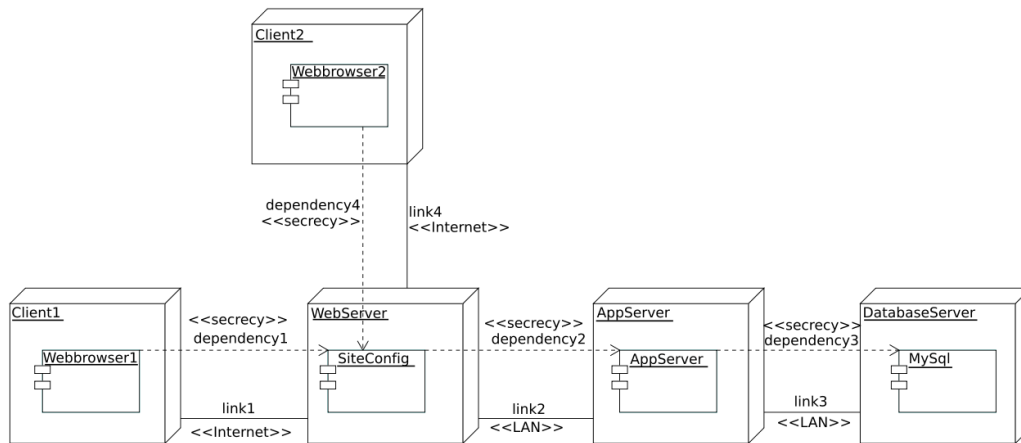 Client2
Webbrowser2
dependency4
<<secrecy>>
link4
<<Internet>>
Client1
Webbrowser1
<<secrecy>>
dependency1
link1
<<Internet>>
WebServer
SiteConfig
<<secrecy>>
dependency2
link2
<<LAN>>
AppServer
AppServer
<<secrecy>>
dependency3
link3
<<LAN>>
DatabaseServer
MySql